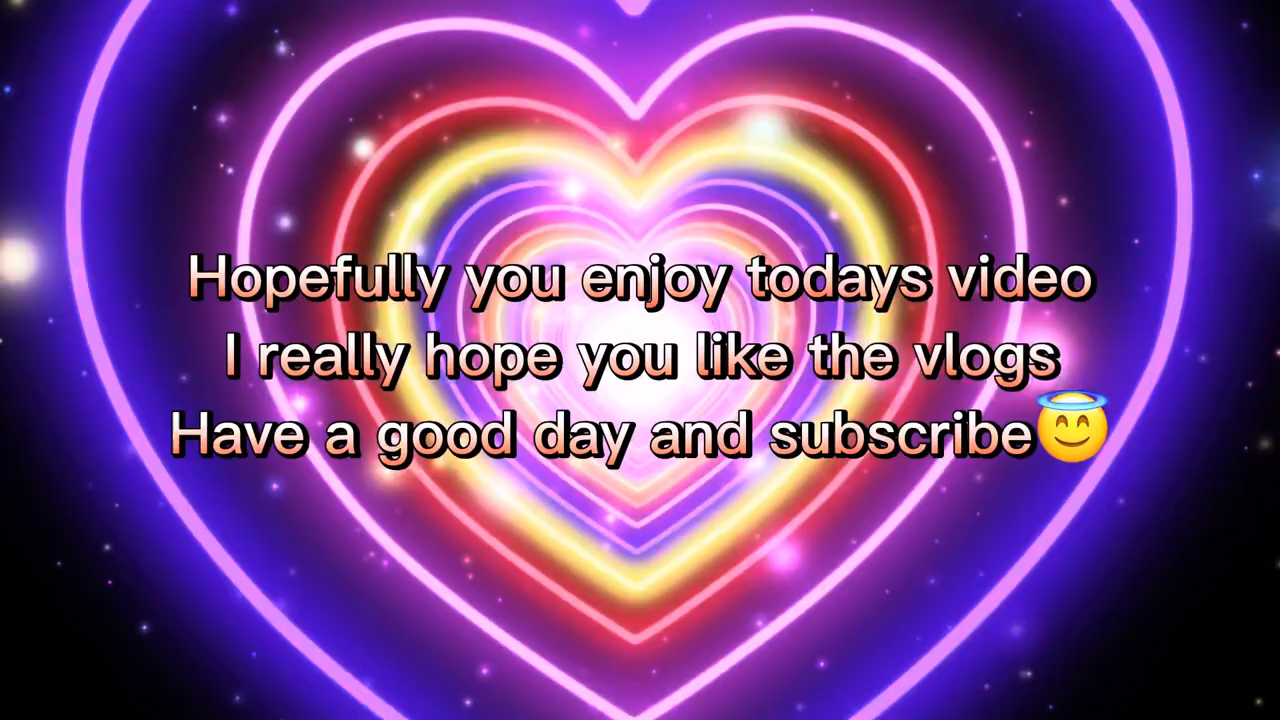 Hopefully you enjoy todays video
I really hope you like the vlogs
Have a good day and subscribe😇